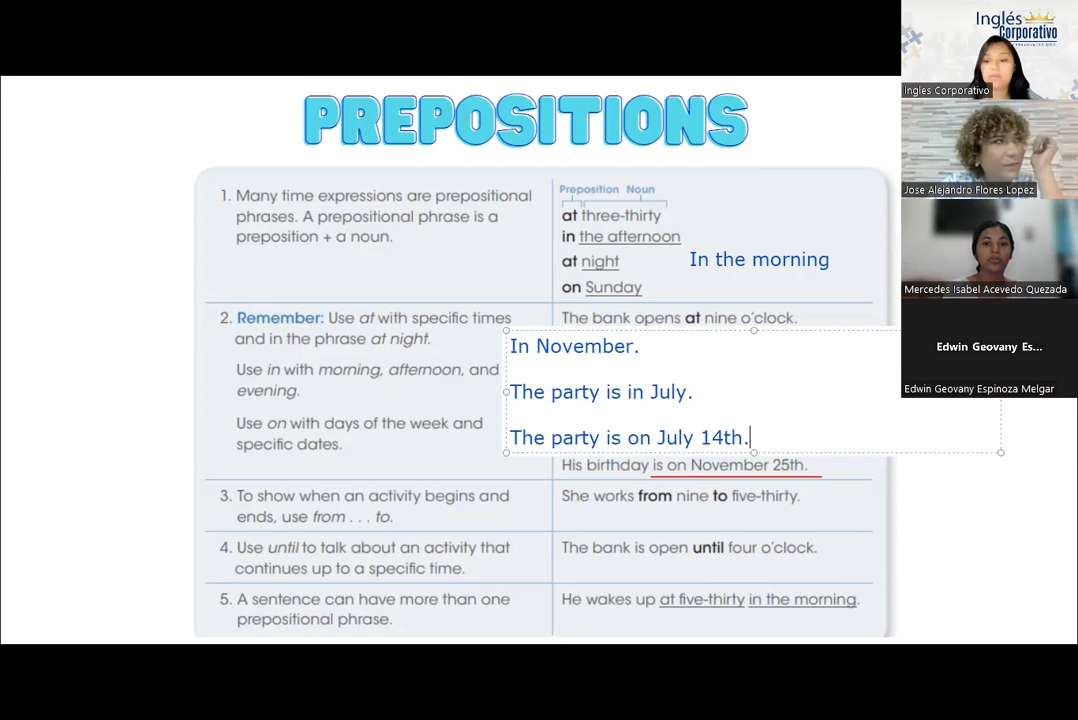 PREPOSITIONS
1. Many time expressions are prepositional
phrases. A prepositional phrase is a
preposition + a noun.
Preposition Noun
at three-thirty
in the afternoon
at night
on Sunday
In the morning
2. Remember: Use at with specific times
and in the phrase at night.
Use in with morning, afternoon, and
evening.
Use on with days of the week and
specific dates.
The bank opens at nine o'clock.
In November.
The party is in July.
The party is on July 14th.
His birthday is on November 25th.
3. To show when an activity begins and
ends, use from . . . to.
She works from nine to five-thirty.
4. Use until to talk about an activity that
continues up to a specific time.
The bank is open until four o'clock.
5. A sentence can have more than one
prepositional phrase.
He wakes up at five-thirty in the morning.
Inglés
Corporativo
Ingles Corporativo
Jose Alejandro Flores Lopez
Mercedes Isabel Acevedo Quezada
Edwin Geovany Es...
Edwin Geovany Espinoza Melgar